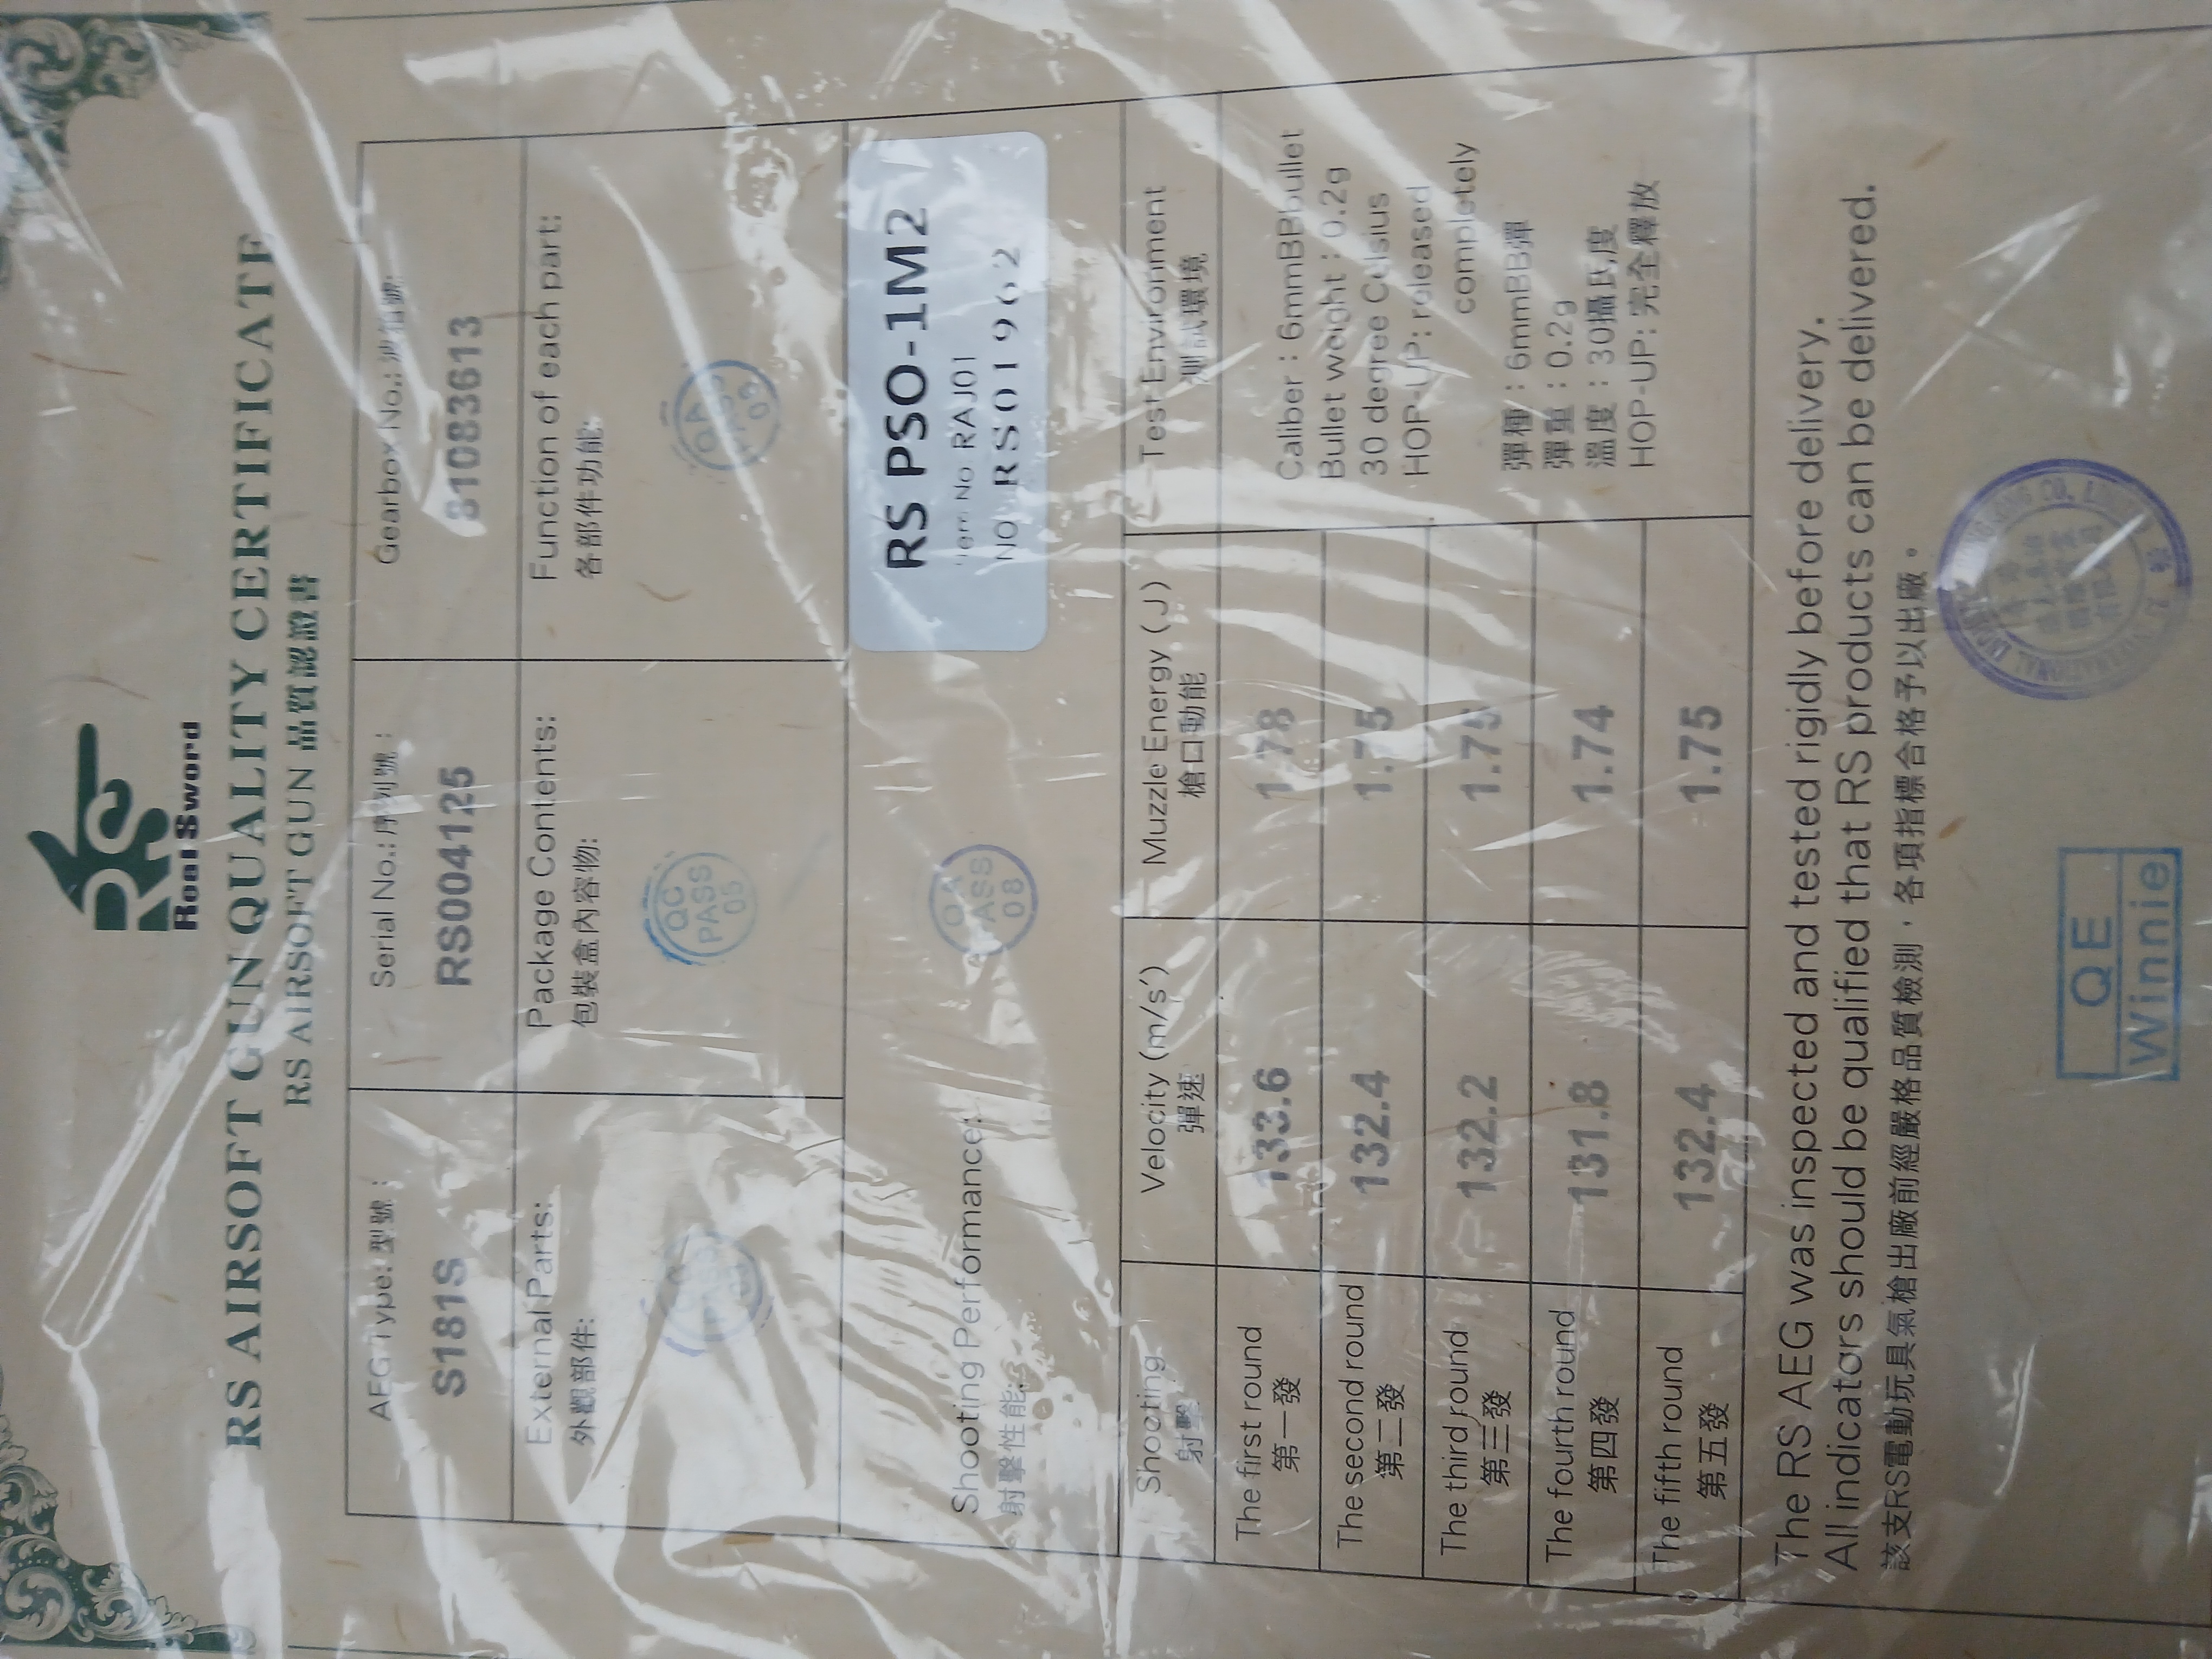 RS
Real Sword
RS AIRSOFT GUN QUALITY CERTIFICATE
RS AIRSOFT GUN 品質認證書
AEG Type: 型號：
S181S
Serial No.: 序列號：
RS004125
Gearbox No.: 波箱號:
81083613
External Parts:
外觀部件:
Package Contents:
包裝盒內容物:
QC
PASS
05
Function of each part:
各部件功能:
QA
PASS
09
Shooting Performance:
射擊性能:
QA
PASS
08
RS PSO-1M2
Item No RAJ01
NO RS01962
Shooting
射擊
Velocity (m/s')
彈速
Muzzle Energy (J)
槍口動能
Test Environment
測試環境
The first round
第一發
133.6
1.78
The second round
第二發
132.4
1.75
The third round
第三發
132.2
1.75
The fourth round
第四發
131.8
1.74
The fifth round
第五發
132.4
1.75
Caliber : 6mmBBbullet
Bullet weight : 0.2g
30 degree Celsius
HOP-UP: released
completely
彈種：6mmBB彈
彈重：0.2g
溫度：30攝氏度
HOP-UP: 完全釋放
The RS AEG was inspected and tested rigidly before delivery.
All indicators should be qualified that RS products can be delivered.
該支RS電動玩具氣槍出廠前經嚴格品質檢測，各項指標合格予以出廠。
QE
Winnie